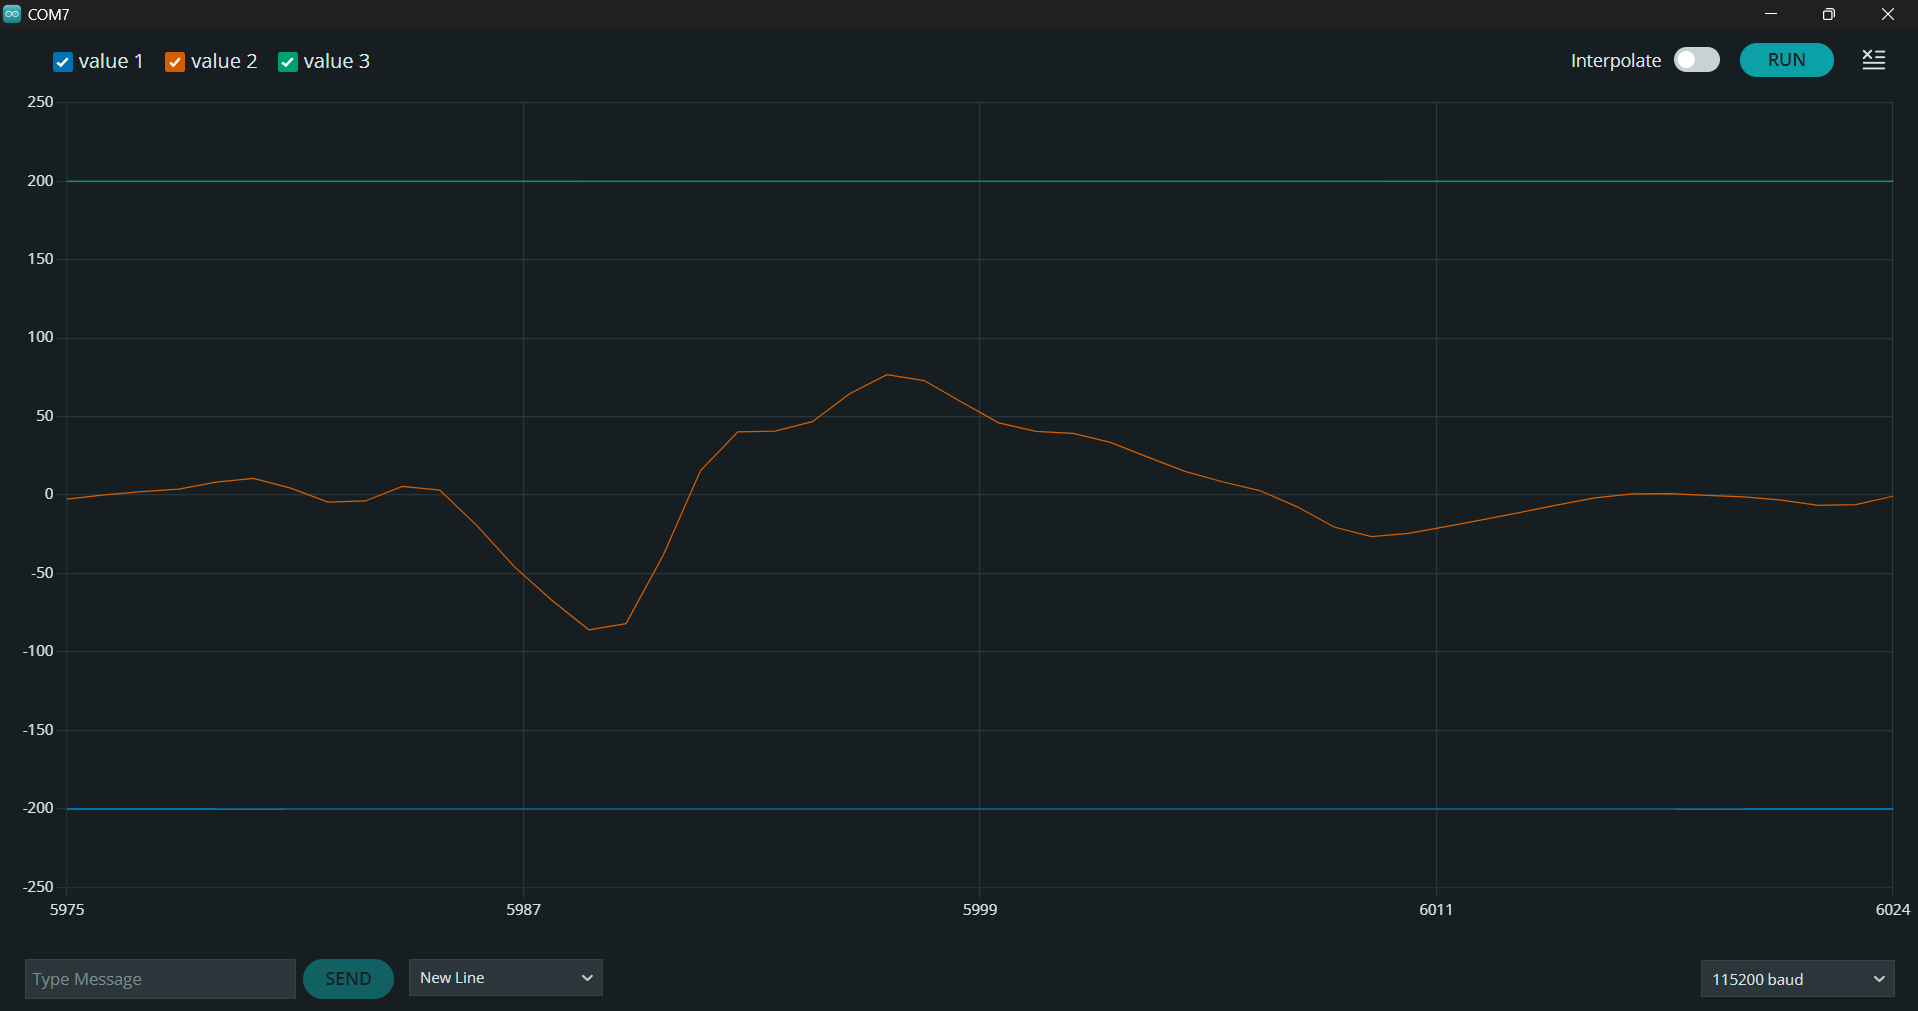 COM7
value 1 value 2 value 3 Interpolate RUN
250
200
150
100
50
0
-50
-100
-150
-200
-250
5975 5987 5999 6011 6024
Type Message SEND New Line 115200 baud